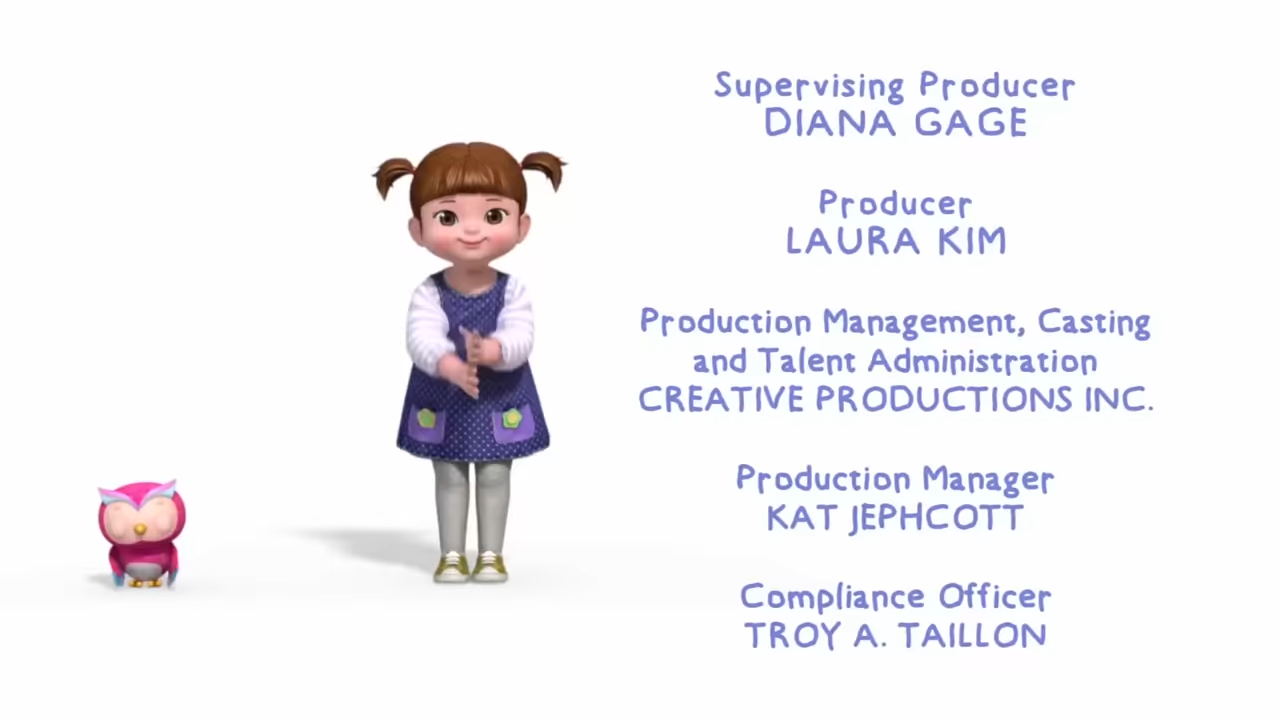 Supervising Producer
DIANA GAGE
Producer
LAURA KIM
Production Management, Casting
and Talent Administration
CREATIVE PRODUCTIONS INC.
Production Manager
KAT JEPHCOTT
Compliance Officer
TROY A. TAILLON